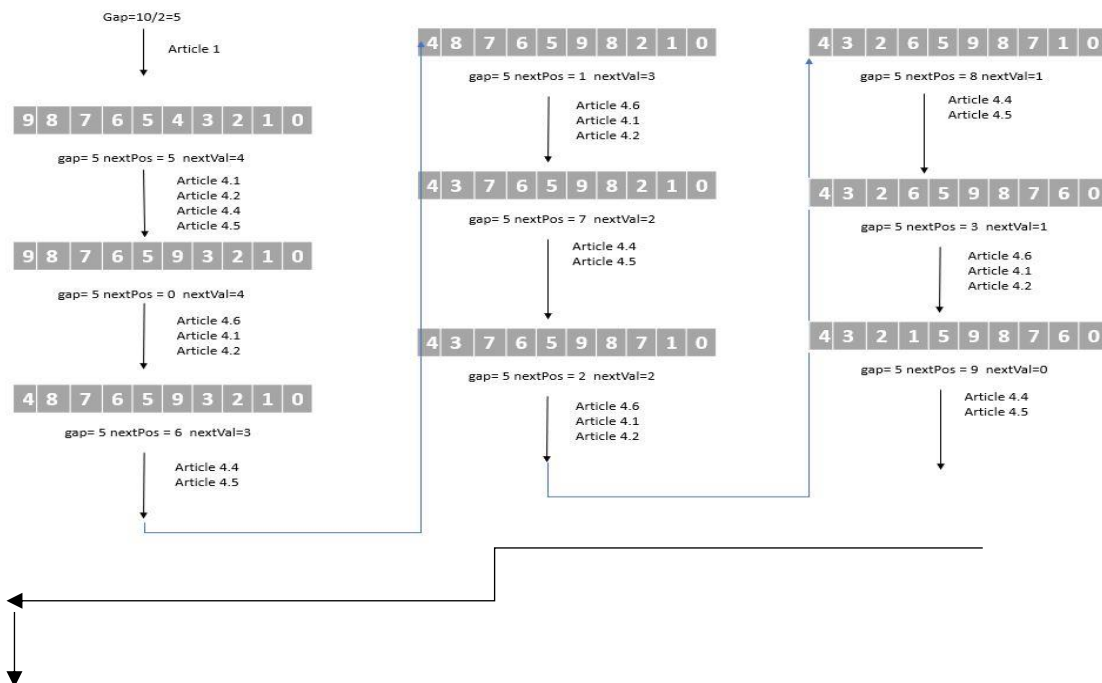 Gap=10/2=5
Article 1
9 8 7 6 5 4 3 2 1 0
gap= 5 nextPos = 5 nextVal=4
Article 4.1
Article 4.2
Article 4.4
Article 4.5
9 8 7 6 5 9 3 2 1 0
gap= 5 nextPos = 0 nextVal=4
Article 4.6
Article 4.1
Article 4.2
4 8 7 6 5 9 3 2 1 0
gap= 5 nextPos = 6 nextVal=3
Article 4.4
Article 4.5
4 8 7 6 5 9 8 2 1 0
gap= 5 nextPos = 1 nextVal=3
Article 4.6
Article 4.1
Article 4.2
4 3 7 6 5 9 8 2 1 0
gap= 5 nextPos = 7 nextVal=2
Article 4.4
Article 4.5
4 3 7 6 5 9 8 7 1 0
gap= 5 nextPos = 2 nextVal=2
Article 4.6
Article 4.1
Article 4.2
4 3 2 6 5 9 8 7 1 0
gap= 5 nextPos = 8 nextVal=1
Article 4.4
Article 4.5
4 3 2 6 5 9 8 7 6 0
gap= 5 nextPos = 3 nextVal=1
Article 4.6
Article 4.1
Article 4.2
4 3 2 1 5 9 8 7 6 0
gap= 5 nextPos = 9 nextVal=0
Article 4.4
Article 4.5